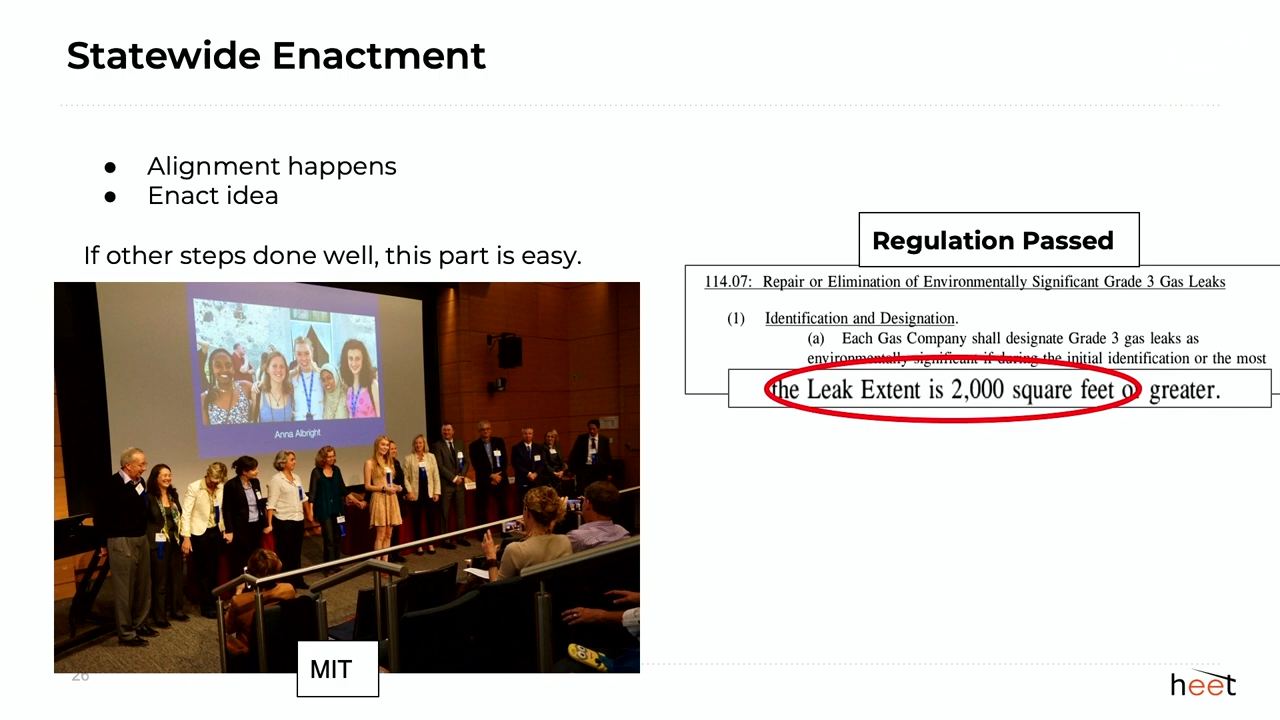 Statewide Enactment
● Alignment happens
● Enact idea
If other steps done well, this part is easy.
Anna Albright
MIT
Regulation Passed
114.07: Repair or Elimination of Environmentally Significant Grade 3 Gas Leaks
(1) Identification and Designation.
(a) Each Gas Company shall designate Grade 3 gas leaks as
environmentally significant if during the initial identification or the most
the Leak Extent is 2,000 square feet or greater.
26
heet